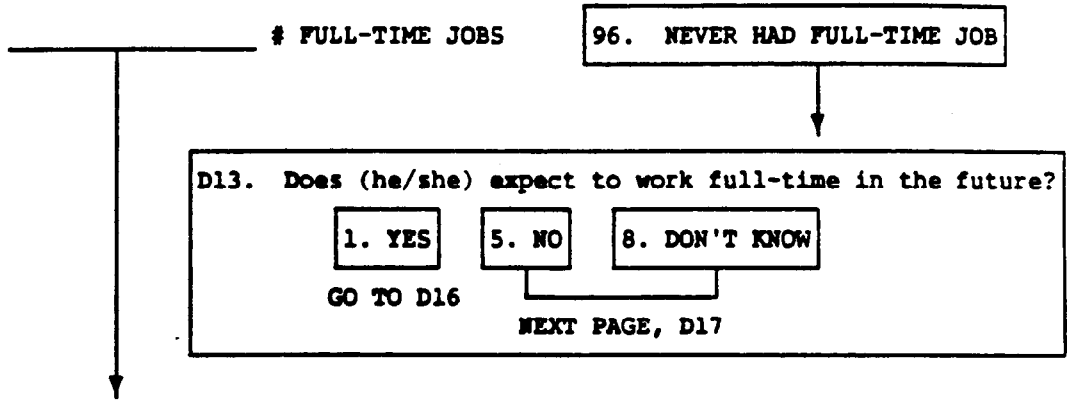 # FULL-TIME JOBS
96. NEVER HAD FULL-TIME JOB
D13. Does (he/she) expect to work full-time in the future?
1. YES 5. NO 8. DON'T KNOW
GO TO D16
NEXT PAGE, D17